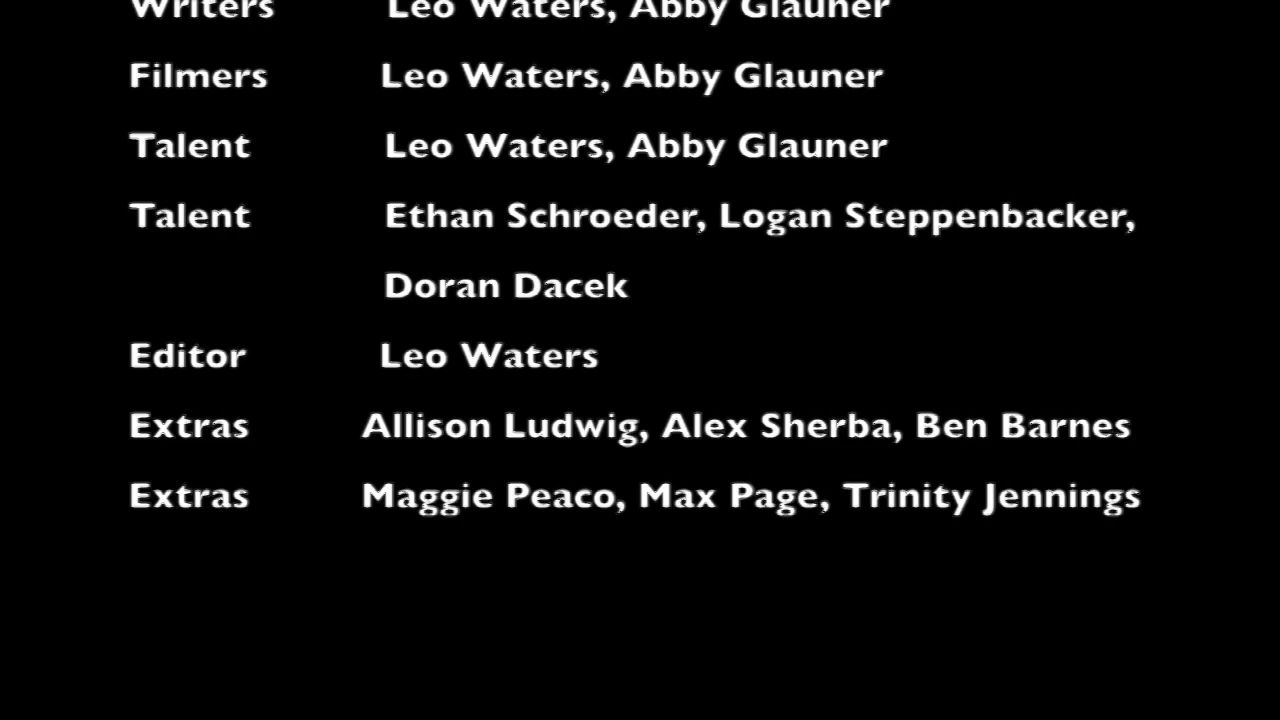 Writers Leo Waters, Abby Glauner
Filmers Leo Waters, Abby Glauner
Talent Leo Waters, Abby Glauner
Talent Ethan Schroeder, Logan Steppenbacker,
Doran Dacek
Editor Leo Waters
Extras Allison Ludwig, Alex Sherba, Ben Barnes
Extras Maggie Peaco, Max Page, Trinity Jennings